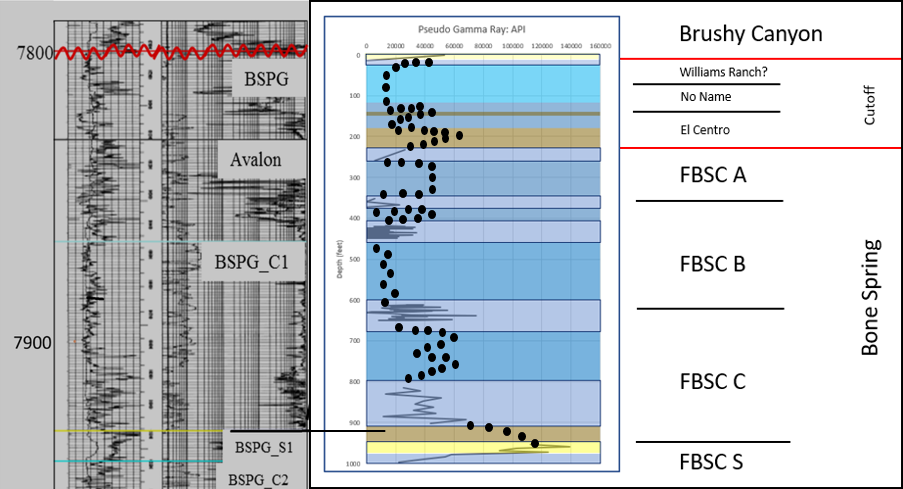 7800
BSPG
Avalon
BSPG_C1
7900
BSPG_S1
BSPG_C2
Pseudo Gamma Ray: API
0 20000 40000 60000 80000 100000 120000 140000 160000
0
100
200
300
400
500
600
700
800
900
1000
Depth (feet)
Brushy Canyon
Williams Ranch?
No Name
El Centro
Cutoff
FBSC A
FBSC B
FBSC C
FBSC S
Bone Spring